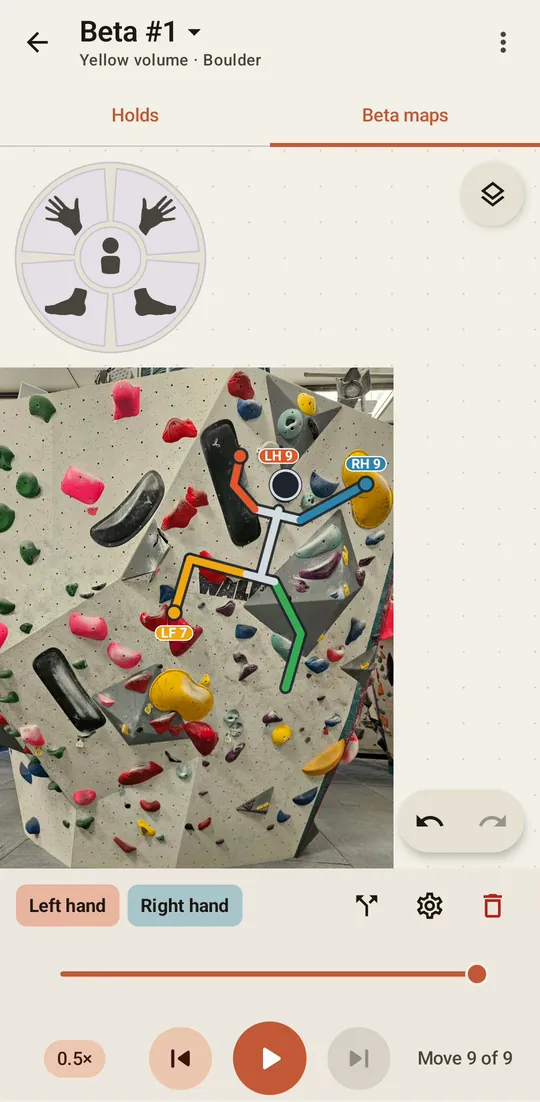 Beta #1
Yellow volume · Boulder
Holds
Beta maps
LH 9
RH 9
LF 7
Left hand
Right hand
0.5×
Move 9 of 9